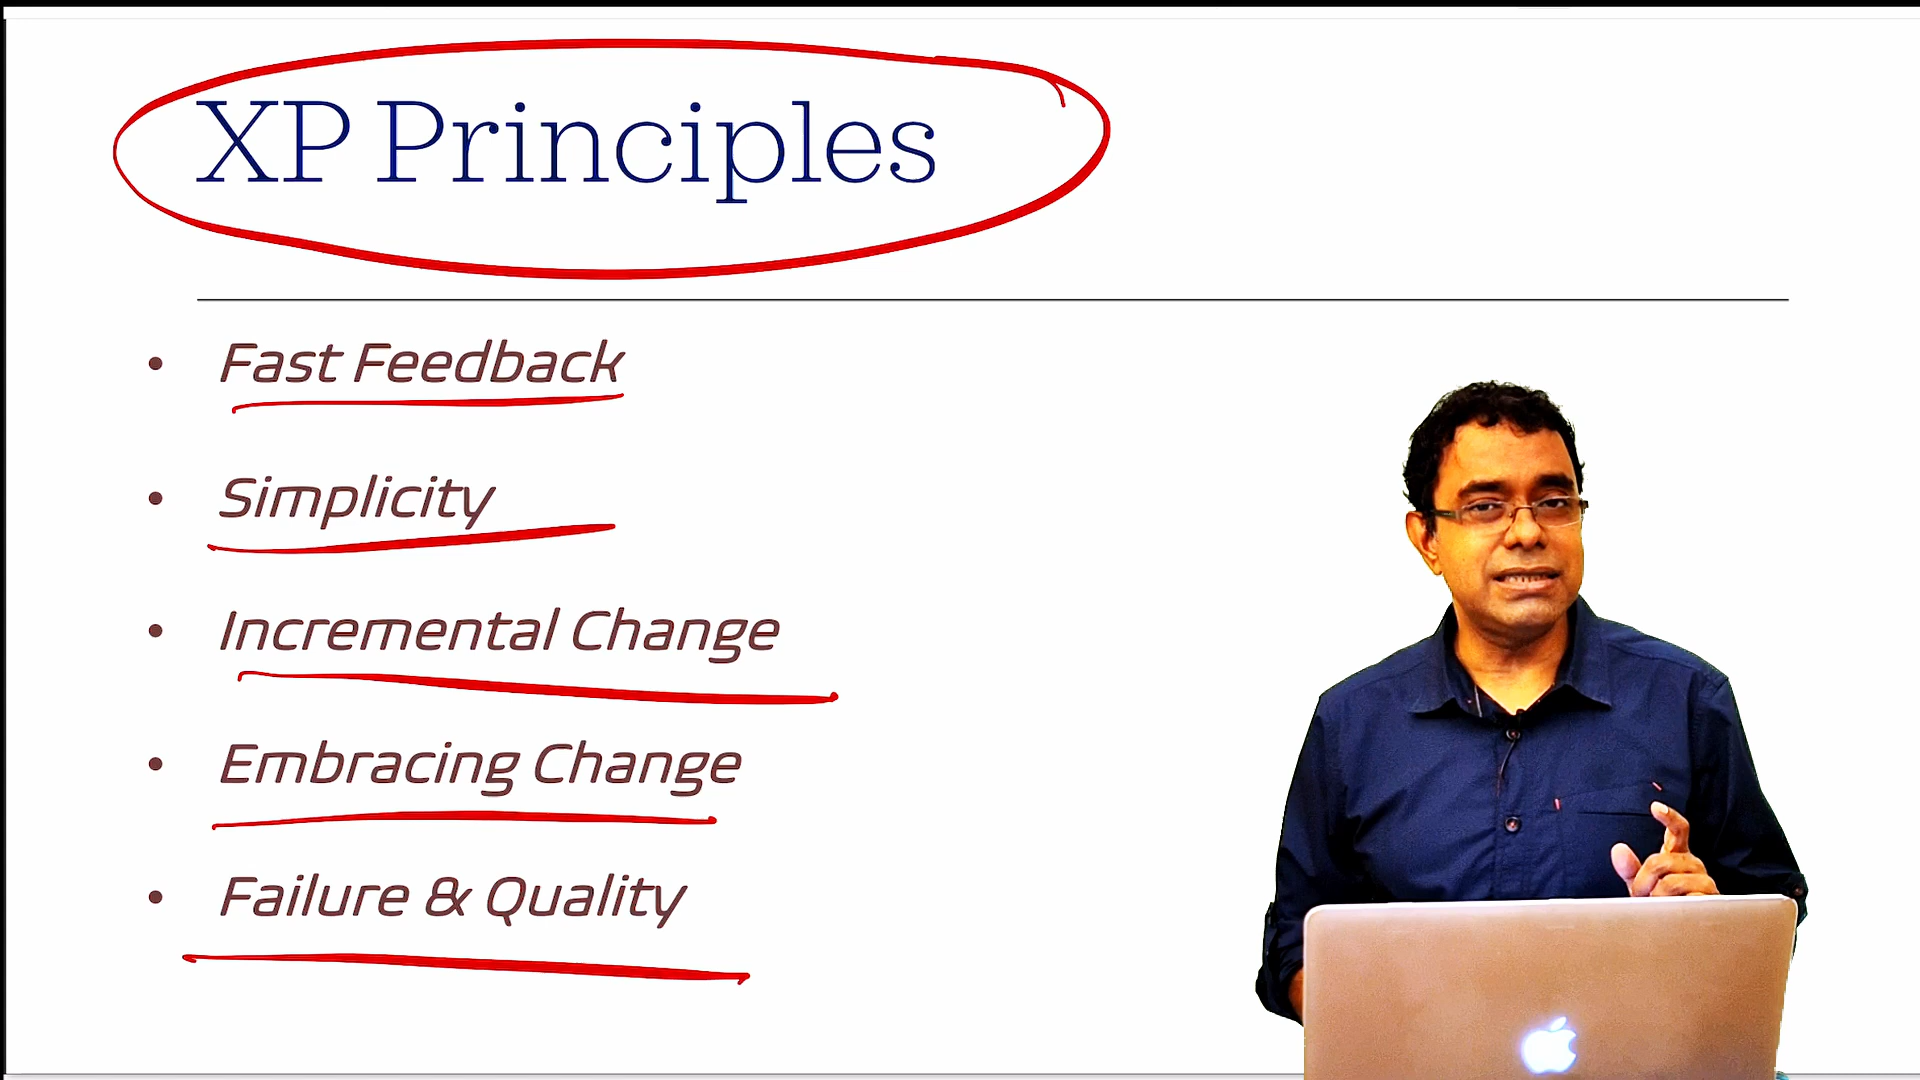 XP Principles
Fast Feedback
Simplicity
Incremental Change
Embracing Change
Failure & Quality